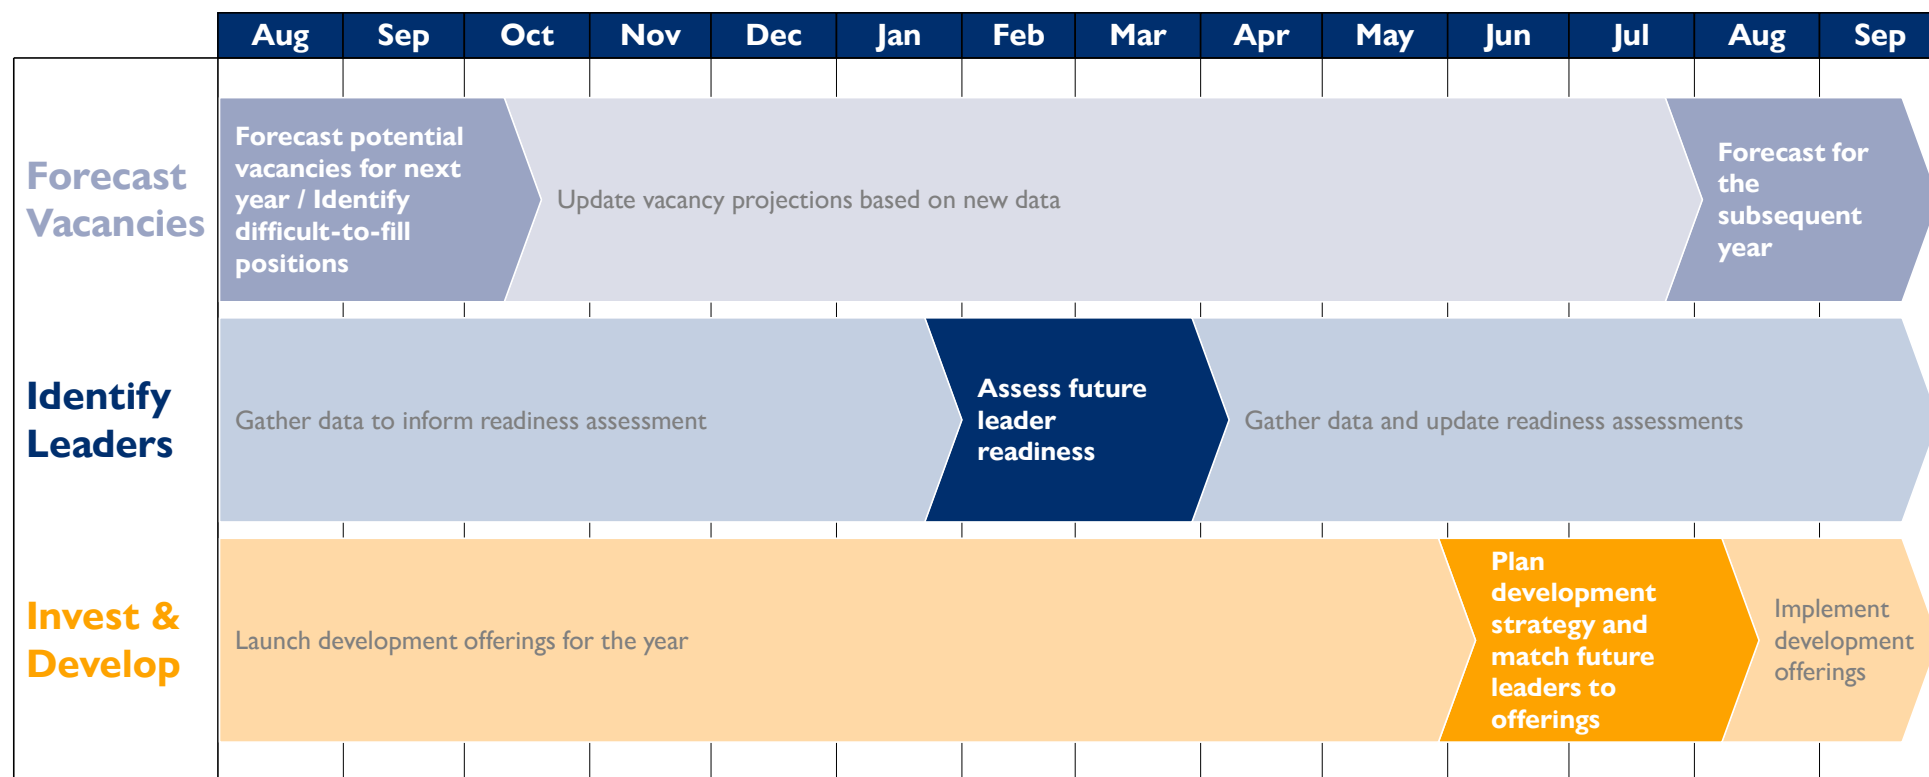 Aug Sep Oct Nov Dec Jan Feb Mar Apr May Jun Jul Aug Sep
Forecast
Vacancies
Forecast potential
vacancies for next
year / Identify
difficult-to-fill
positions
Update vacancy projections based on new data
Forecast for
the
subsequent
year
Identify
Leaders
Gather data to inform readiness assessment
Assess future
leader
readiness
Gather data and update readiness assessments
Invest &
Develop
Launch development offerings for the year
Plan
development
strategy and
match future
leaders to
offerings
Implement
development
offerings